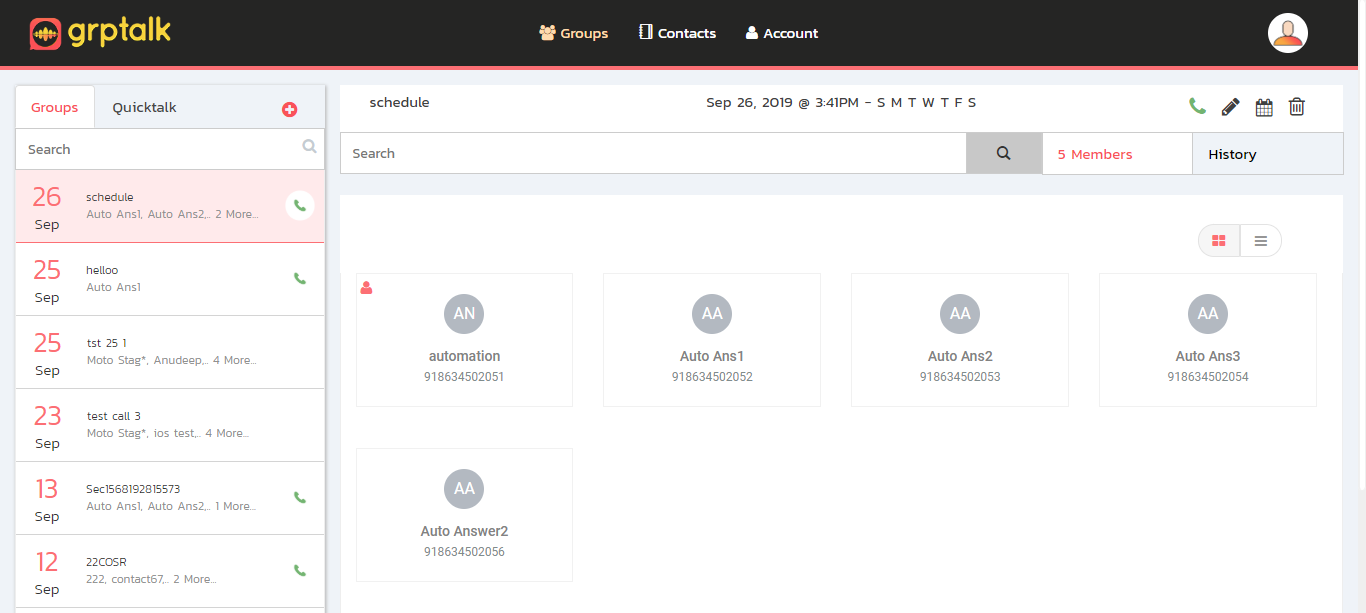 grptalk
Groups Contacts Account
Groups Quicktalk
Search
26 Sep
schedule
Auto Ans1, Auto Ans2,.. 2 More...
25 Sep
helloo
Auto Ans1
25 Sep
tst 25 1
Moto Stag*, Anudeep,.. 4 More...
23 Sep
test call 3
Moto Stag*, ios test,.. 4 More...
13 Sep
Sec1568192815573
Auto Ans1, Auto Ans2,.. 1 More...
12 Sep
22COSR
222, contact67,.. 2 More...
schedule
Sep 26, 2019 @ 3:41PM - S M T W T F S
Search
5 Members
History
AN
automation
918634502051
AA
Auto Ans1
918634502052
AA
Auto Ans2
918634502053
AA
Auto Ans3
918634502054
AA
Auto Answer2
918634502056